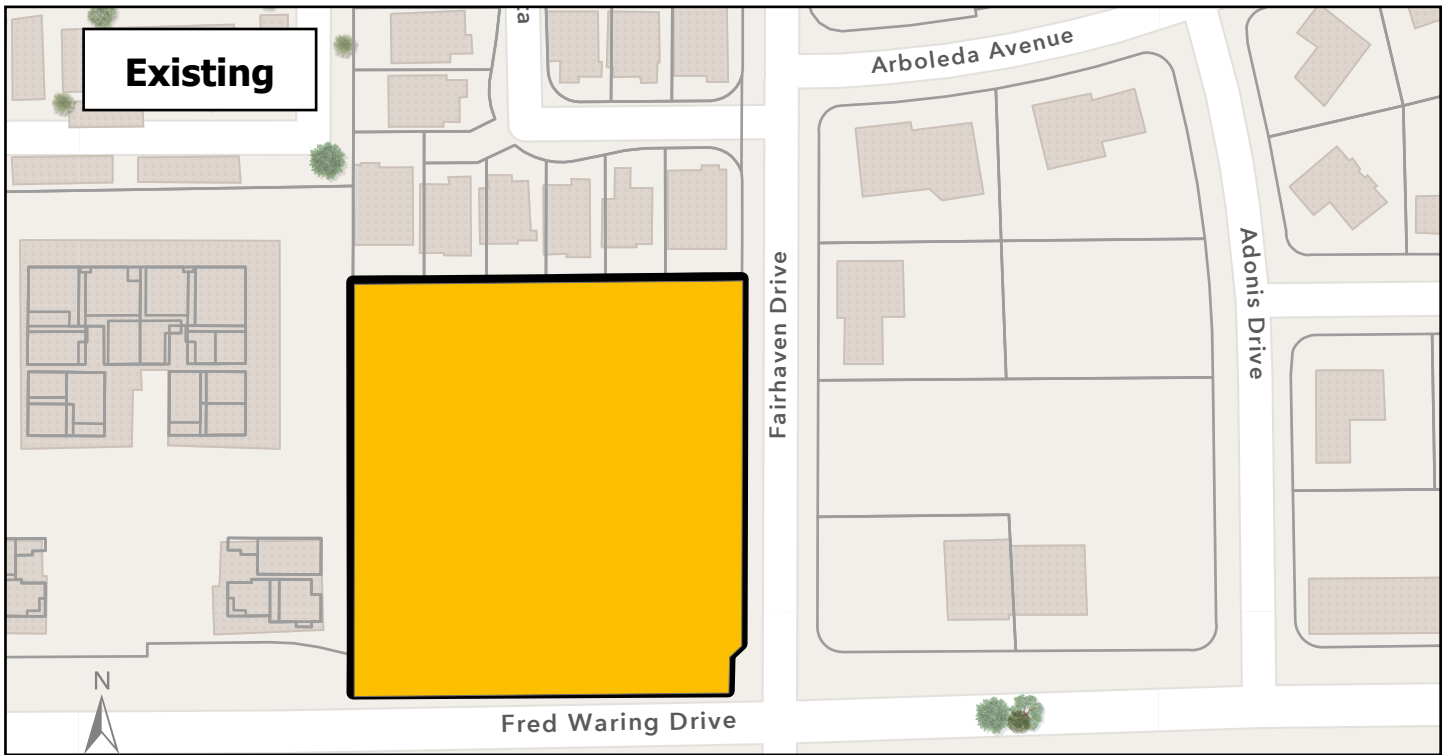 Existing
Arboleda Avenue
Fairhaven Drive
Adonis Drive
N
Fred Waring Drive